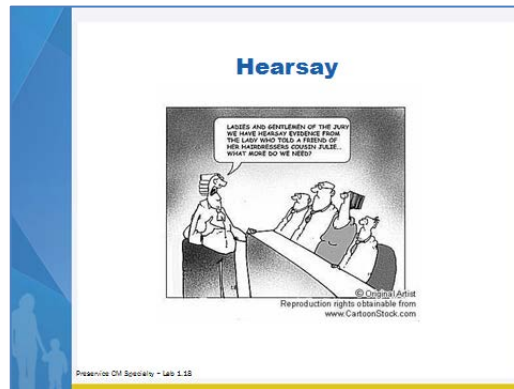 Hearsay
LADIES AND GENTLEMEN OF THE JURY
WE HAVE HEARSAY EVIDENCE FROM
THE LADY WHO TOLD A FRIEND OF
HER HAIRDRESSERS COUSIN JULIE...
WHAT MORE DO WE NEED?
© Original Artist
Reproduction rights obtainable from
www.CartoonStock.com
Preservice CM Specialty – Lab 1.18